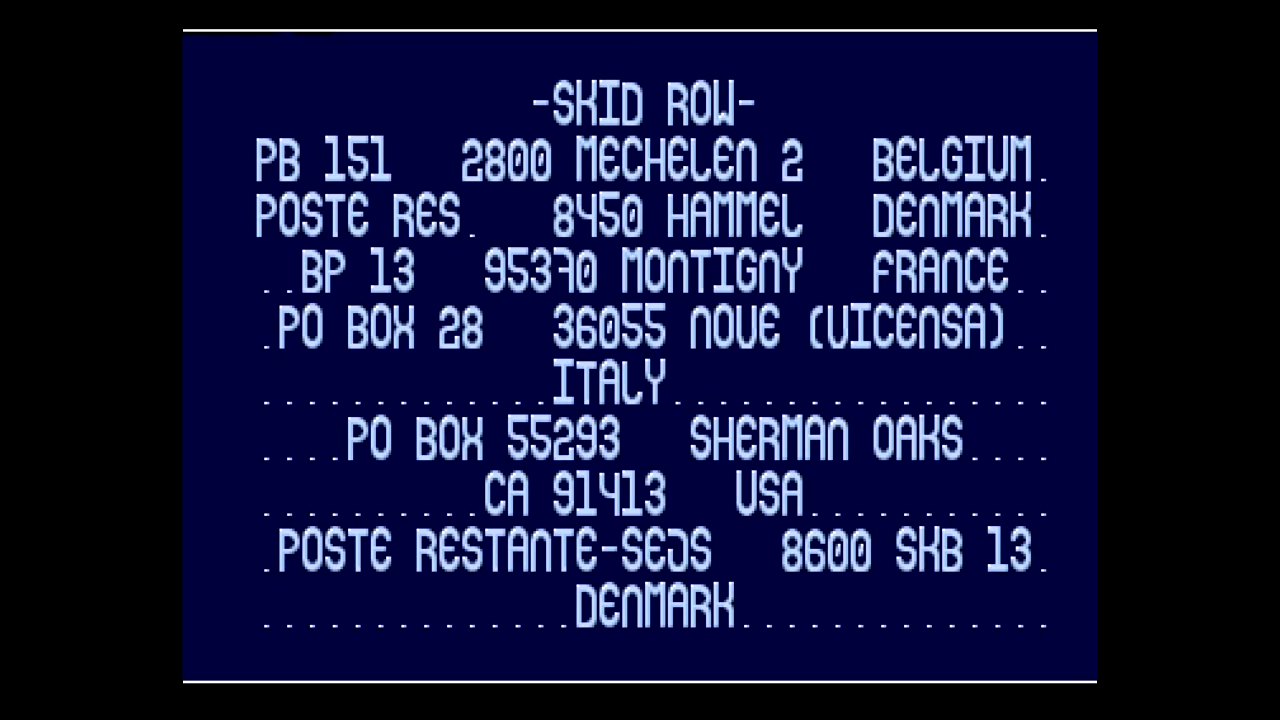 -SKID ROW-
PB 151   2800 MECHELEN 2   BELGIUM.
POSTE RES.   8450 HAMMEL   DENMARK.
..BP 13   95370 MONTIGNY   FRANCE..
.PO BOX 28   36055 NOVE (VICENSA)..
.............ITALY.................
....PO BOX 55293   SHERMAN OAKS....
..........CA 91413   USA...........
.POSTE RESTANTE-SEJS   8600 SKB 13.
..............DENMARK..............